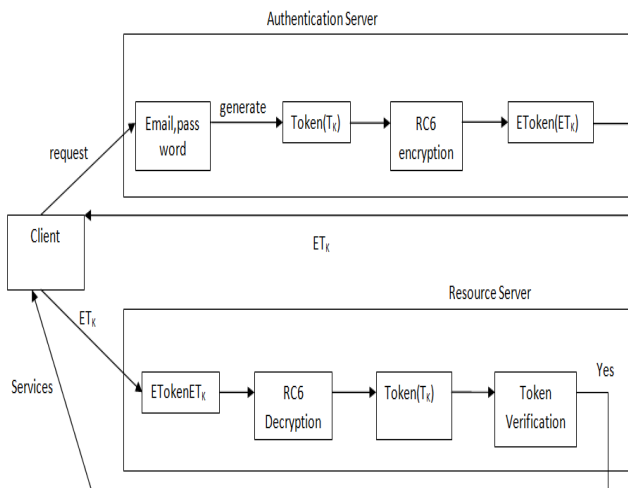 Authentication Server
generate
Email,pass
word
Token(Tₖ)
RC6
encryption
EToken(ETₖ)
request
Client
ETₖ
Resource Server
ETₖ
Services
ETokenETₖ
RC6
Decryption
Token(Tₖ)
Token
Verification
Yes